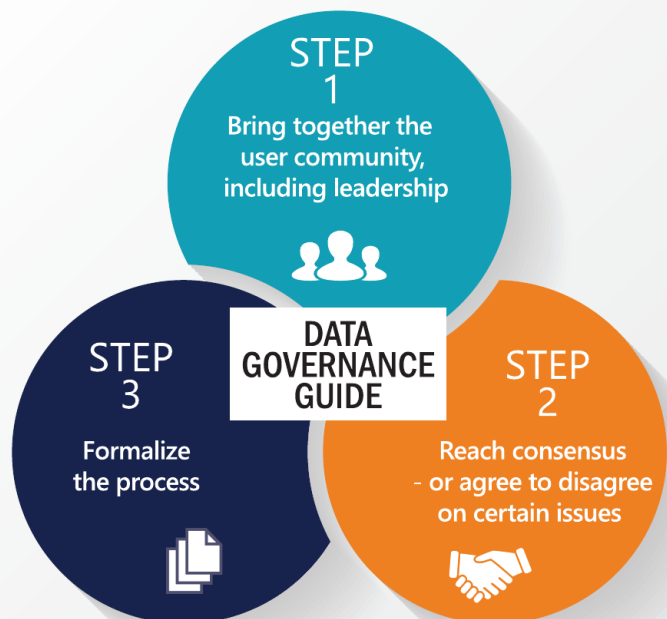 STEP
1
Bring together the
user community,
including leadership
DATA
GOVERNANCE
GUIDE
STEP
2
Reach consensus
- or agree to disagree
on certain issues
STEP
3
Formalize
the process